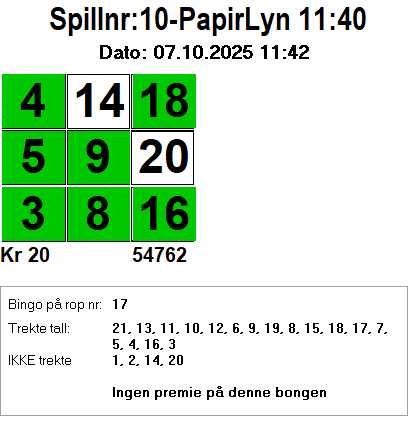 Spillnr:10-PapirLyn 11:40
Dato: 07.10.2025 11:42
4 14 18
5 9 20
3 8 16
Kr 20 54762
Bingo på rop nr: 17
Trekte tall: 21, 13, 11, 10, 12, 6, 9, 19, 8, 15, 18, 17, 7,
5, 4, 16, 3
IKKE trekte 1, 2, 14, 20
Ingen premie på denne bongen